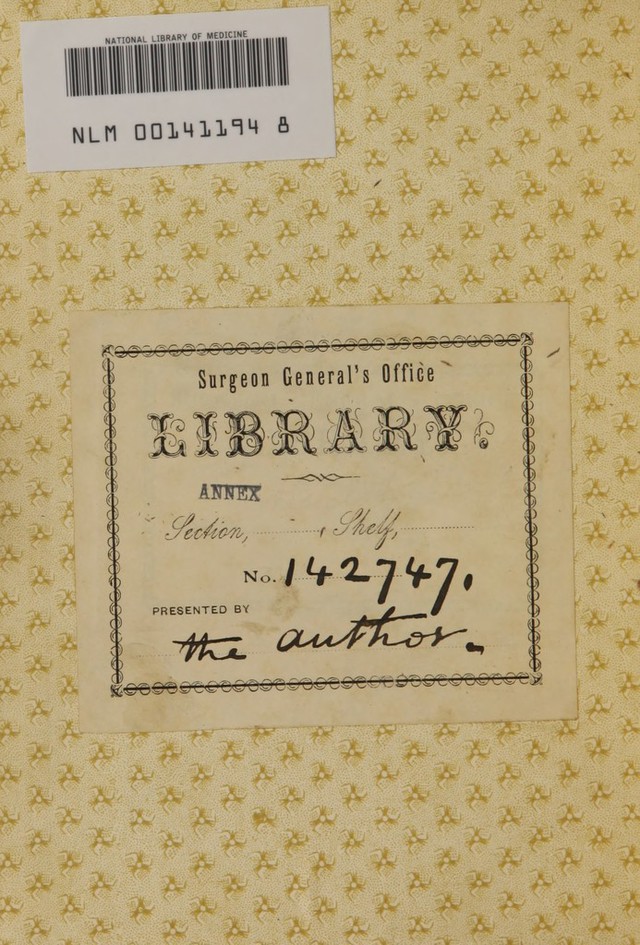 NATIONAL LIBRARY OF MEDICINE
NLM 00141194 8
Surgeon General's Office
LIBRARY.
ANNEX
Section, Shelf,
No. 142747.
PRESENTED BY
the author.